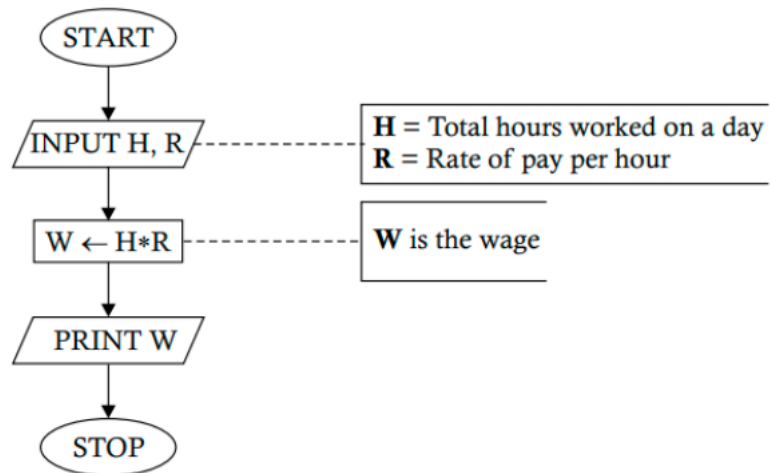 START
INPUT H, R
H = Total hours worked on a day
R = Rate of pay per hour
W ← H*R
W is the wage
PRINT W
STOP